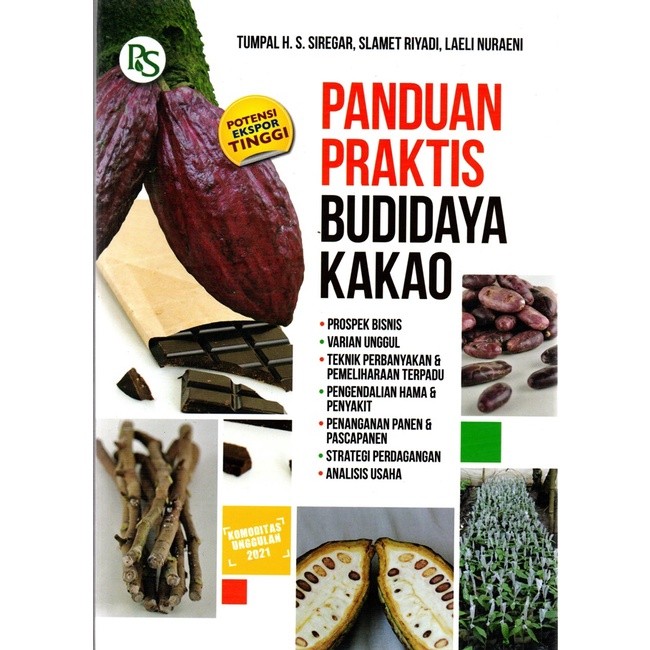 TUMPAL H. S. SIREGAR, SLAMET RIYADI, LAELI NURAENI
PS
POTENSI
EKSPOR
TINGGI
PANDUAN
PRAKTIS
BUDIDAYA
KAKAO
• PROSPEK BISNIS
• VARIAN UNGGUL
• TEKNIK PERBANYAKAN &
PEMELIHARAAN TERPADU
• PENGENDALIAN HAMA &
PENYAKIT
• PENANGANAN PANEN &
PASCAPANEN
• STRATEGI PERDAGANGAN
• ANALISIS USAHA
KOMODITAS
UNGGULAN
2021